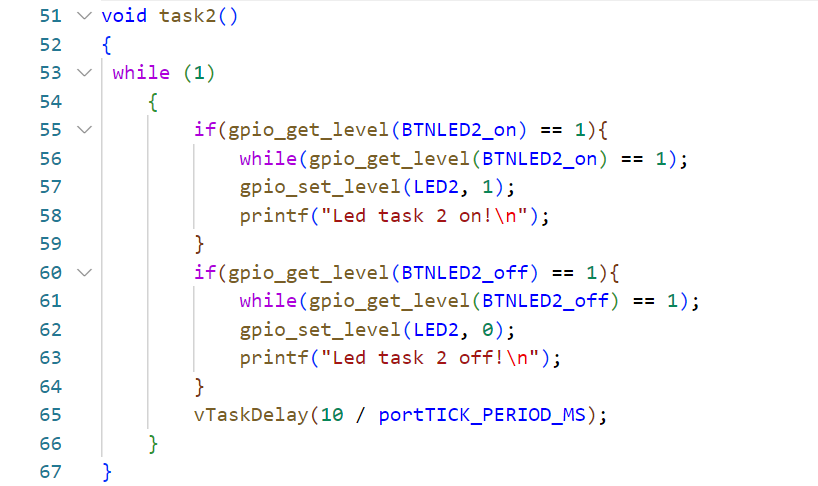 51 void task2()
52 {
53 while (1)
54 {
55 if(gpio_get_level(BTNLED2_on) == 1){
56 while(gpio_get_level(BTNLED2_on) == 1);
57 gpio_set_level(LED2, 1);
58 printf("Led task 2 on!\n");
59 }
60 if(gpio_get_level(BTNLED2_off) == 1){
61 while(gpio_get_level(BTNLED2_off) == 1);
62 gpio_set_level(LED2, 0);
63 printf("Led task 2 off!\n");
64 }
65 vTaskDelay(10 / portTICK_PERIOD_MS);
66 }
67 }